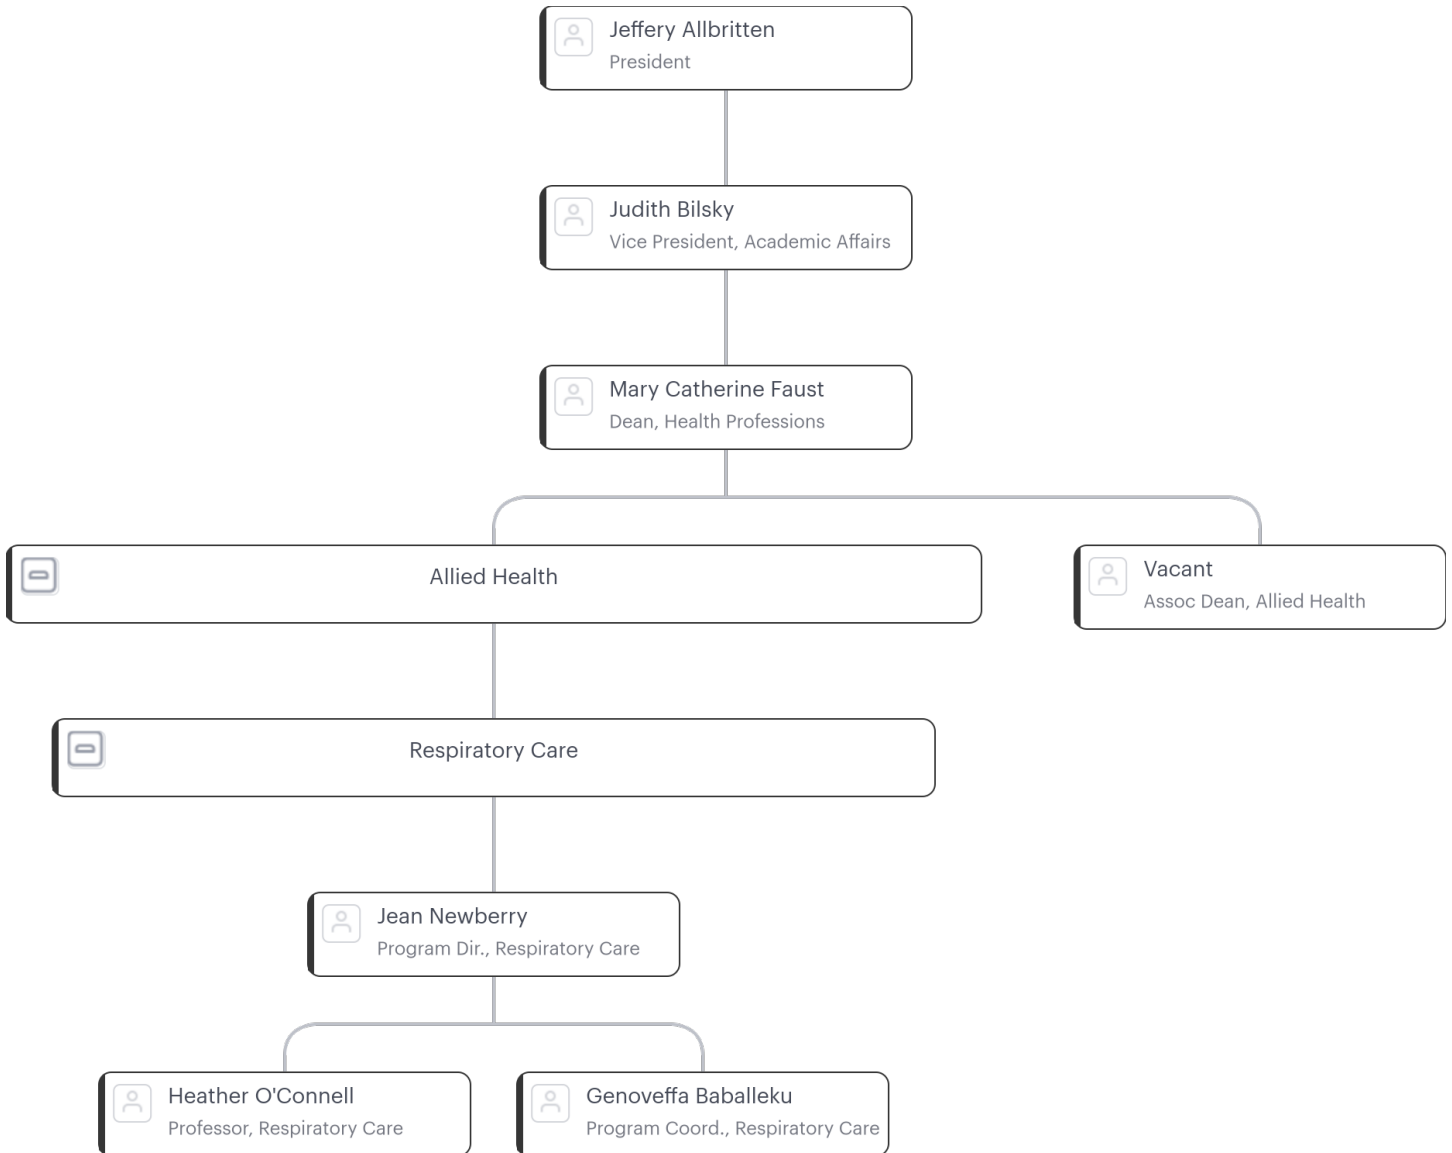 Jeffery Allbritten
President
Judith Bilsky
Vice President, Academic Affairs
Mary Catherine Faust
Dean, Health Professions
Allied Health
Vacant
Assoc Dean, Allied Health
Respiratory Care
Jean Newberry
Program Dir., Respiratory Care
Heather O'Connell
Professor, Respiratory Care
Genoveffa Baballeku
Program Coord., Respiratory Care